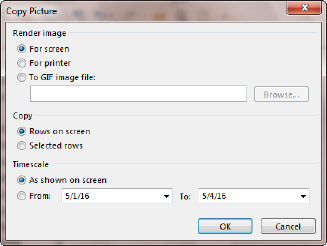 Copy Picture
Render image
For screen
For printer
To GIF image file:
Browse...
Copy
Rows on screen
Selected rows
Timescale
As shown on screen
From: 5/1/16 To: 5/4/16
OK Cancel